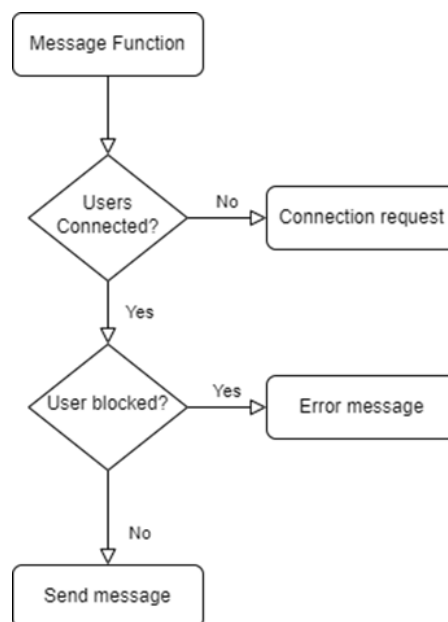 Message Function
Users
Connected?
No
Connection request
Yes
User blocked?
Yes
Error message
No
Send message